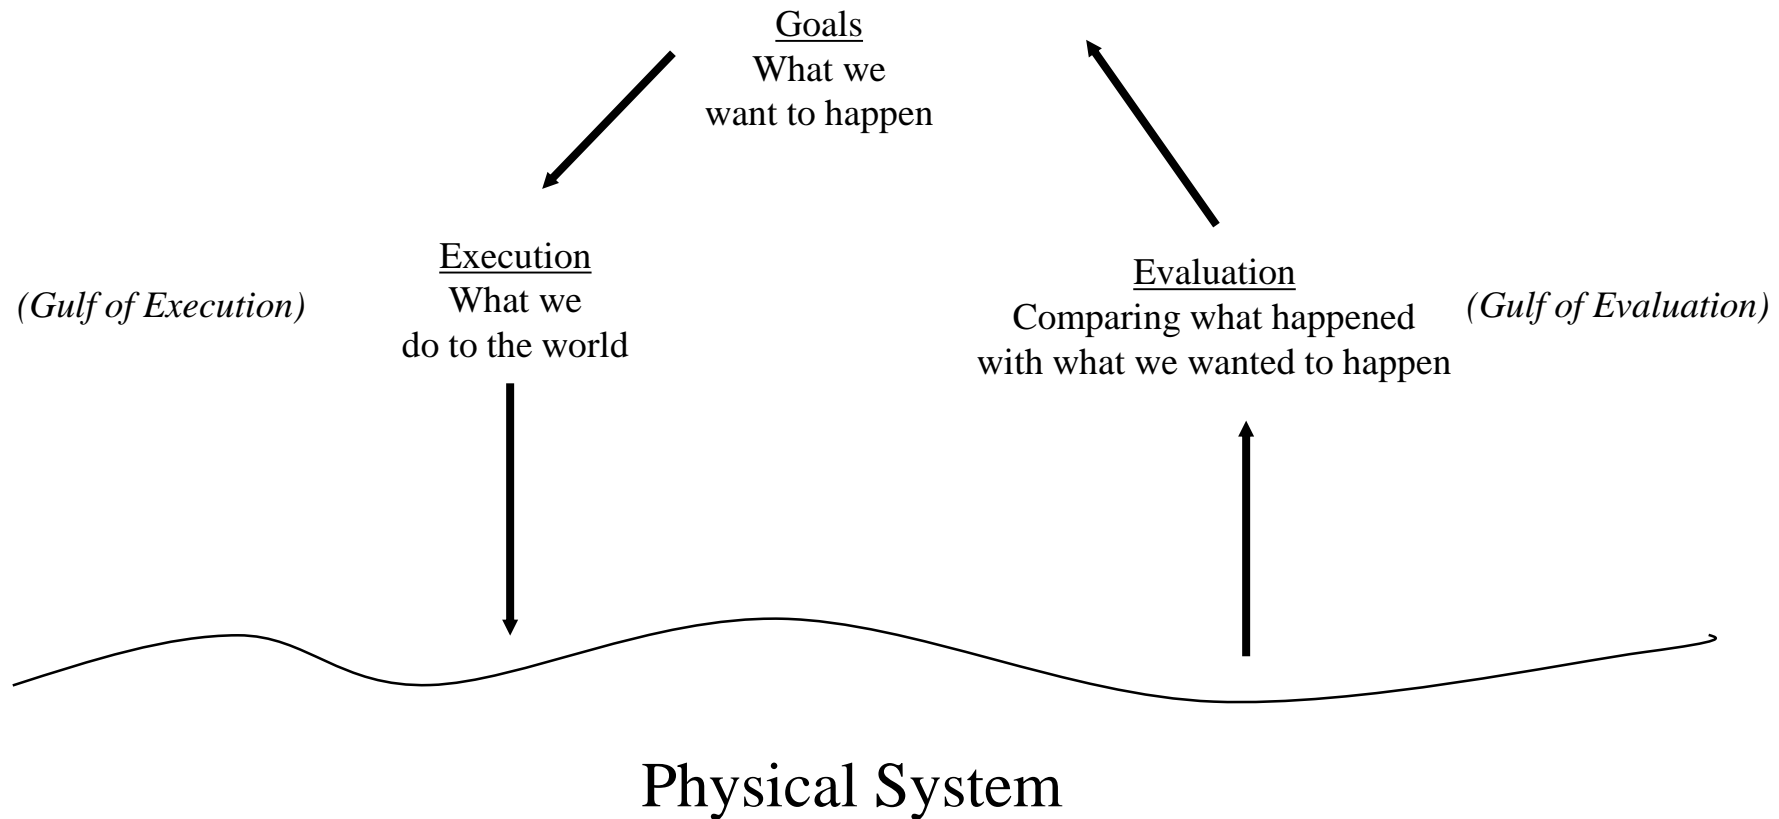 Goals
What we
want to happen
(Gulf of Execution)
Execution
What we
do to the world
Evaluation
Comparing what happened
with what we wanted to happen
(Gulf of Evaluation)
Physical System